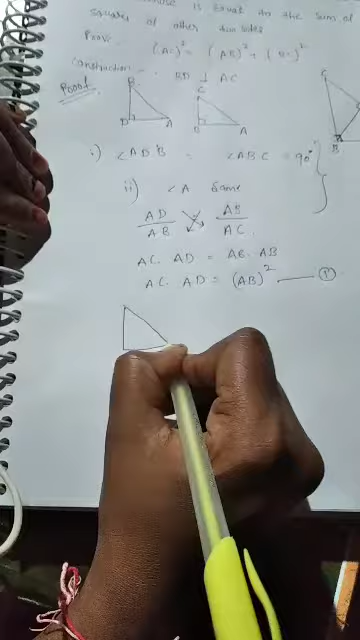 is Equal to the Sum of
squares of other two sides
Prove :
(AC)² = (AB)² + (BC)²
Construction :- BD ⊥ AC
Proof
B
D A
C
B A
B
i) ∠ADB = ∠ABC = 90°
ii) ∠A Same
AD/AB AB/AC
AC. AD = AB. AB
AC. AD = (AB)² — ①